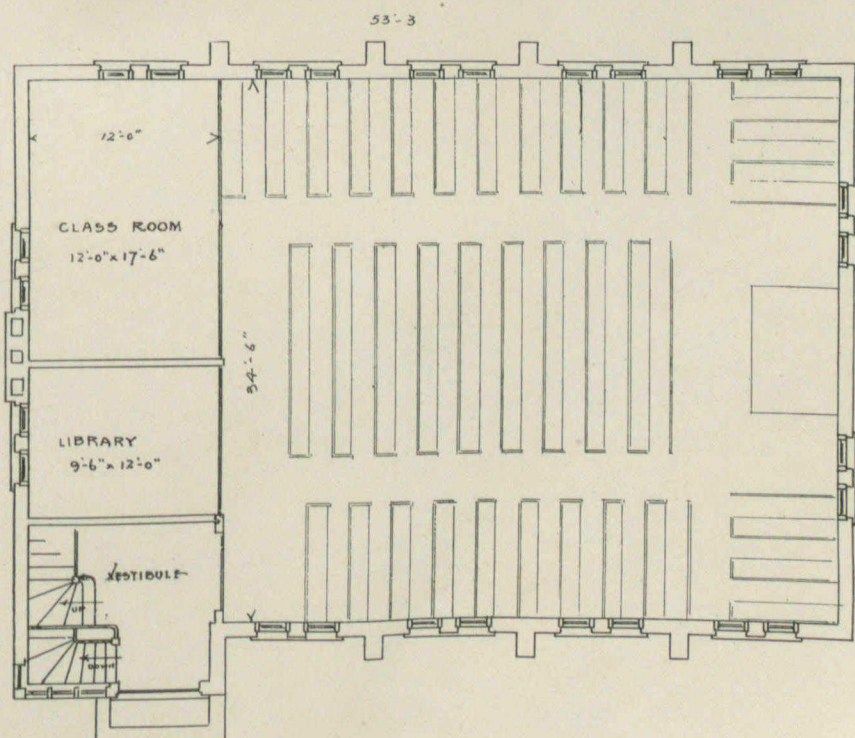 53'-3
12'-0"
CLASS ROOM
12'-0" x 17'-6"
34'-6"
LIBRARY
9'-6" x 12'-0"
VESTIBULE
UP
DOWN